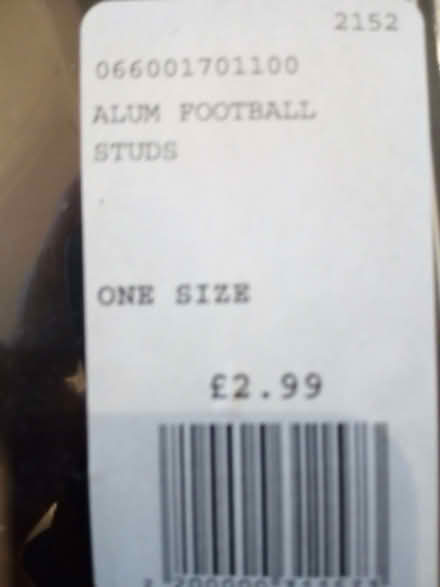 2152
066001701100
ALUM FOOTBALL
STUDS
ONE SIZE
£2.99